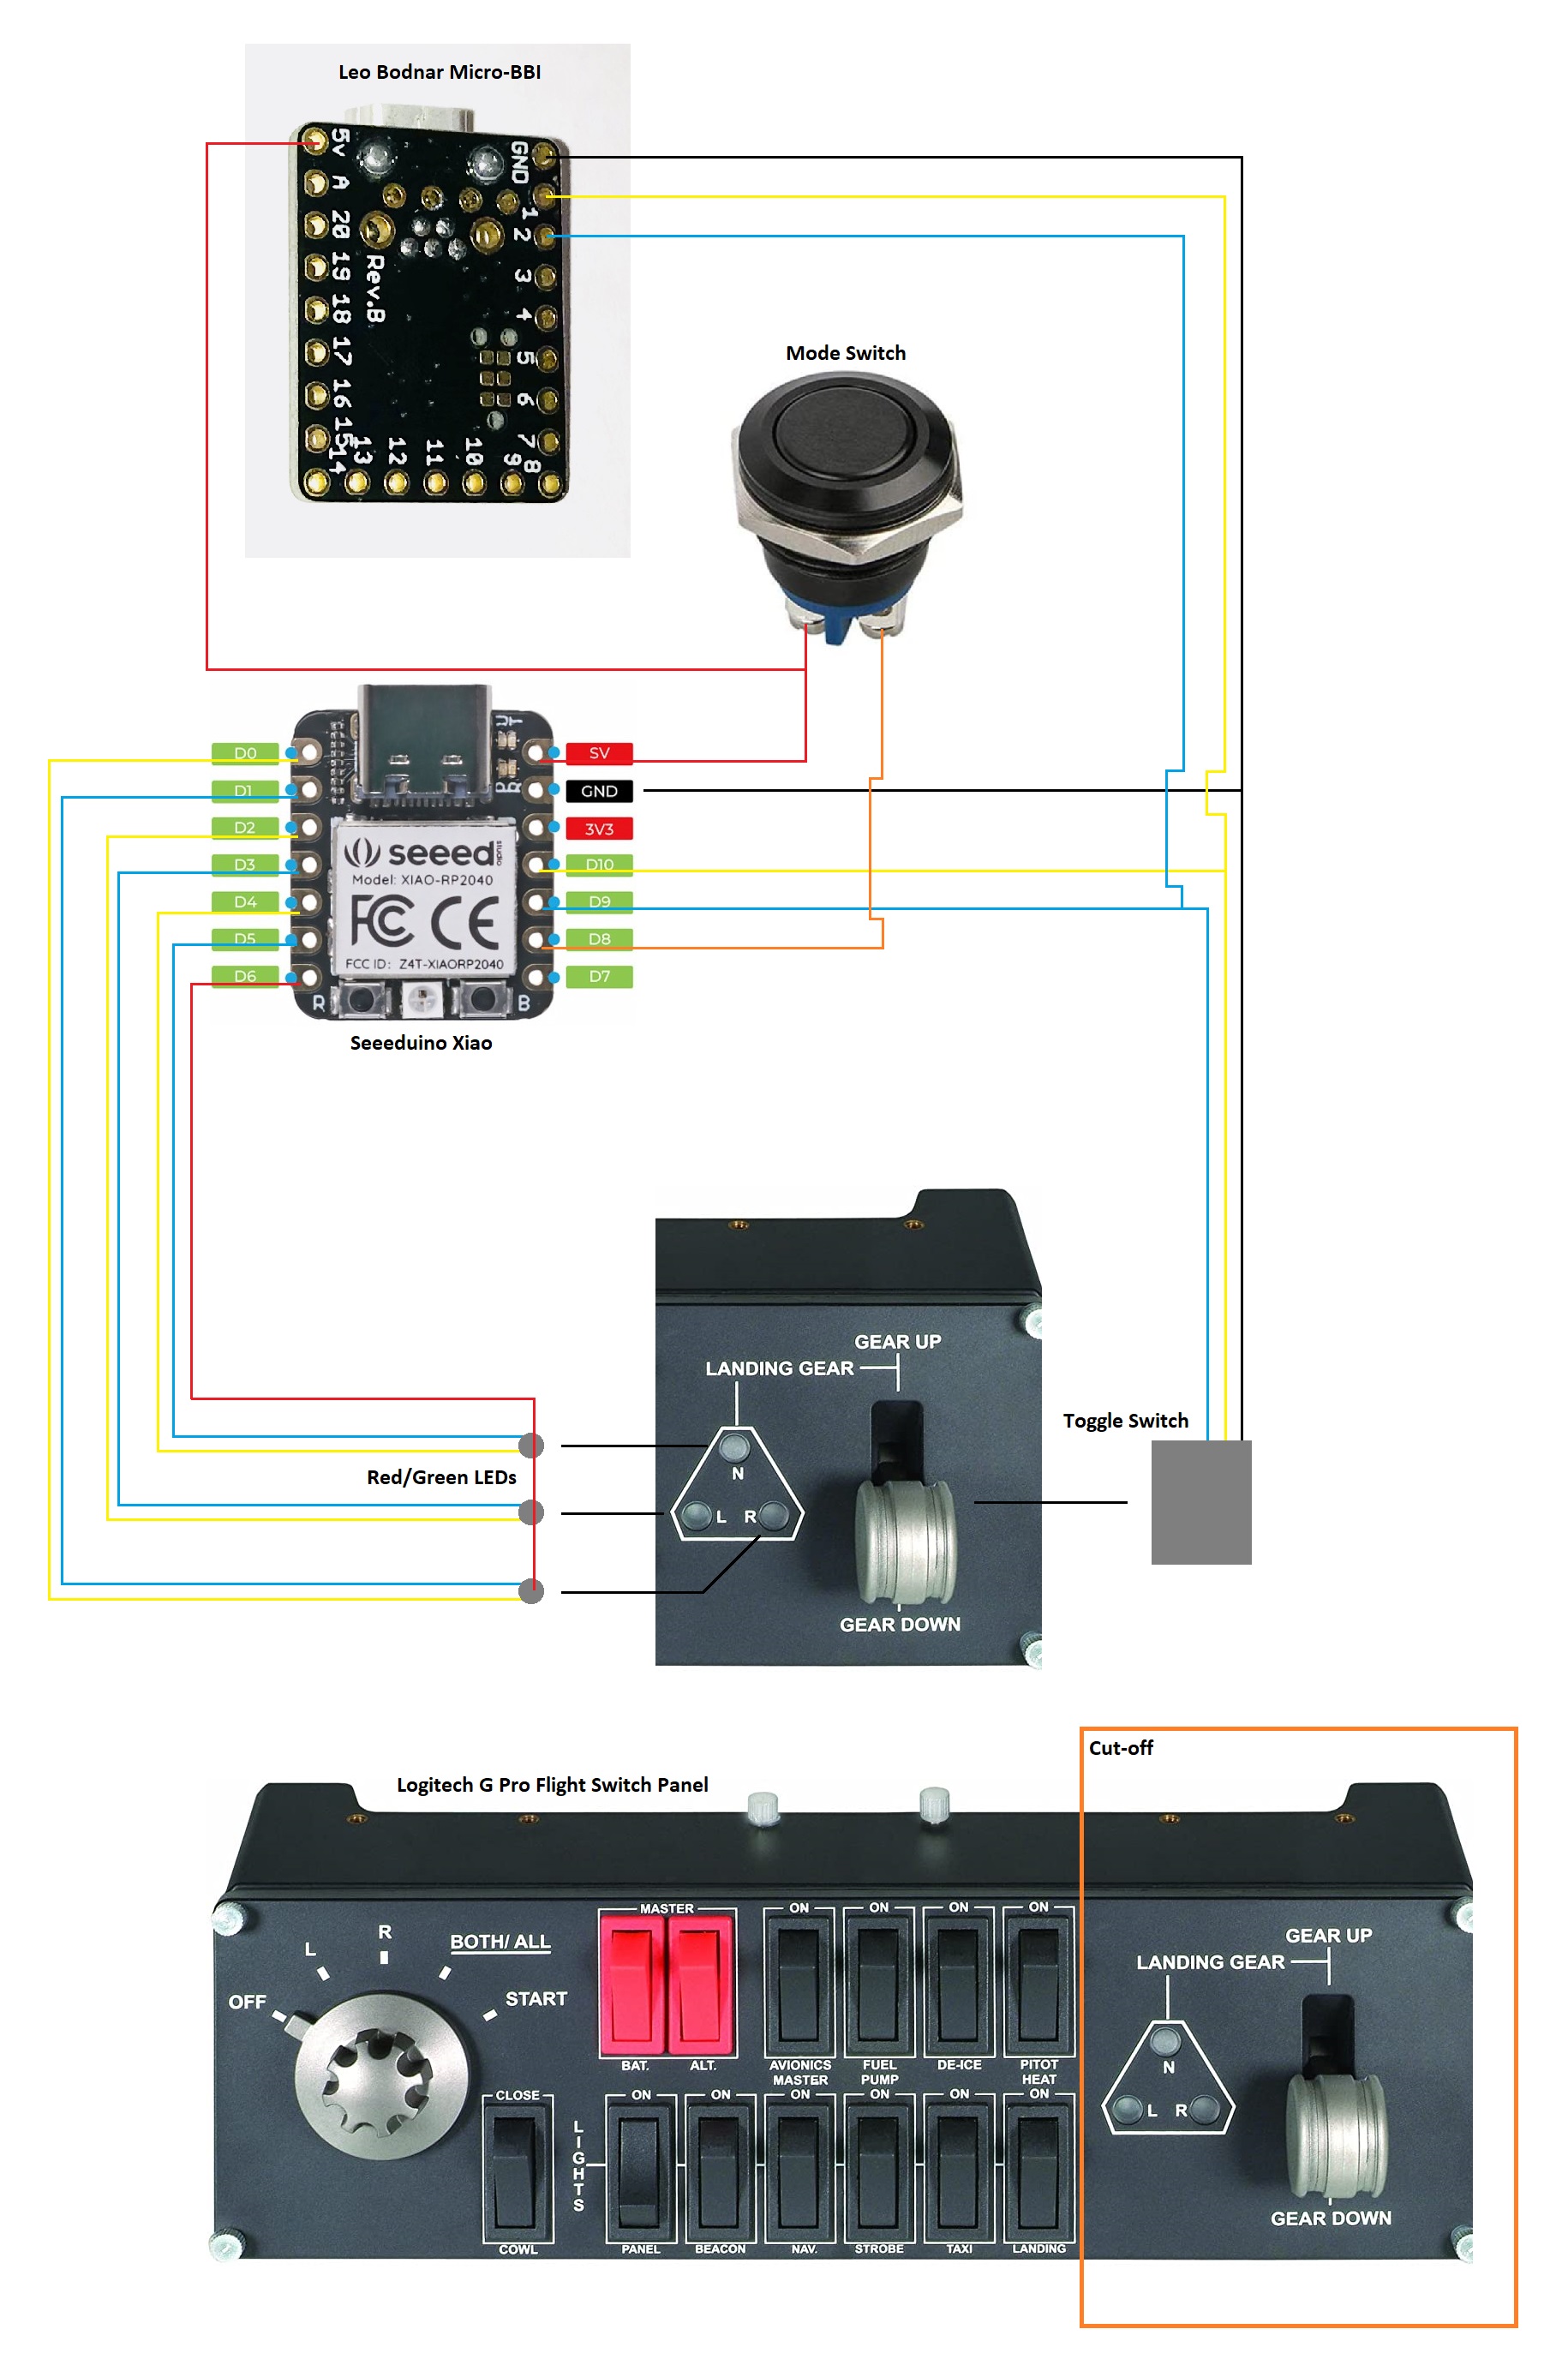 Leo Bodnar Micro-BBI
5v
A
20
19
18
17
16
15
14
13
12
11
10
9
8
GND
1
2
3
4
5
6
7
Rev.B
Mode Switch
D0
D1
D2
D3
D4
D5
D6
5V
GND
3V3
D10
D9
D8
D7
seeed
studio
Model: XIAO-RP2040
FC CE
FCC ID: Z4T-XIAORP2040
R
B
Seeeduino Xiao
GEAR UP
LANDING GEAR
N
L R
GEAR DOWN
Red/Green LEDs
Toggle Switch
Cut-off
Logitech G Pro Flight Switch Panel
OFF
L
R
BOTH/ ALL
START
MASTER
BAT. ALT.
ON ON ON ON
AVIONICS MASTER
FUEL PUMP
DE-ICE
PITOT HEAT
CLOSE
COWL
LIGHTS
ON ON ON ON ON ON
PANEL BEACON NAV. STROBE TAXI LANDING
GEAR UP
LANDING GEAR
N
L R
GEAR DOWN